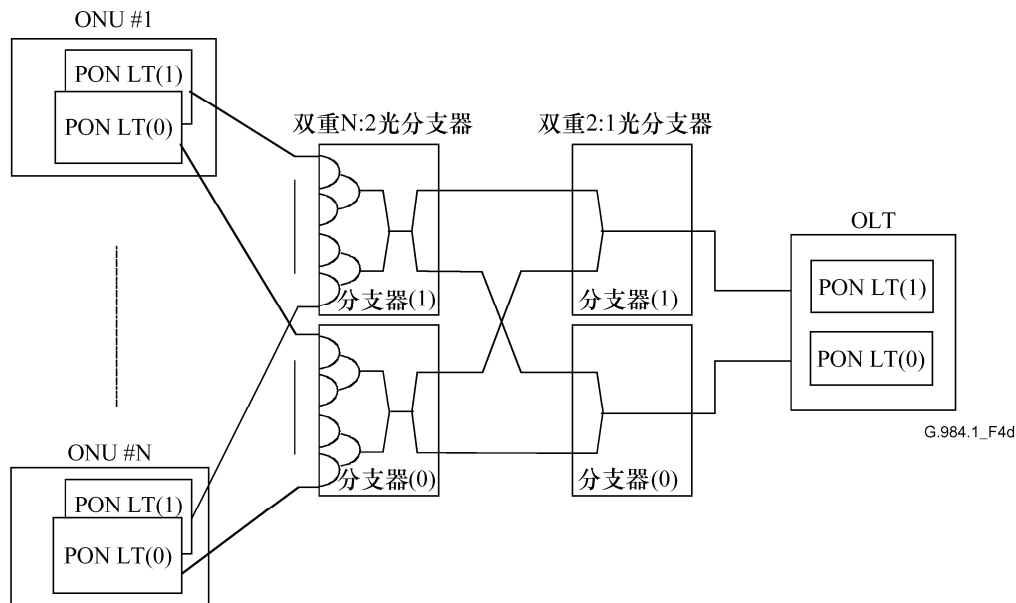 ONU #1
PON LT(1)
PON LT(0)
双重N:2光分支器
双重2:1光分支器
分支器(1)
分支器(1)
OLT
PON LT(1)
PON LT(0)
G.984.1_F4d
分支器(0)
分支器(0)
ONU #N
PON LT(1)
PON LT(0)